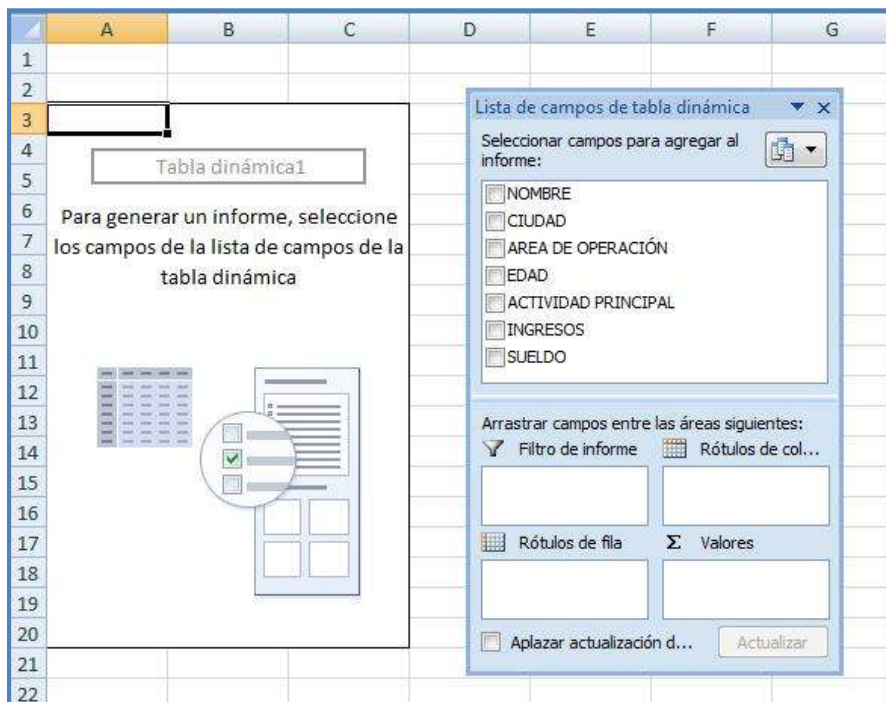 A B C D E F G
1
2
3
4
5
6
7
8
9
10
11
12
13
14
15
16
17
18
19
20
21
22
Tabla dinámica1
Para generar un informe, seleccione
los campos de la lista de campos de la
tabla dinámica
Lista de campos de tabla dinámica
Seleccionar campos para agregar al
informe:
NOMBRE
CIUDAD
AREA DE OPERACIÓN
EDAD
ACTIVIDAD PRINCIPAL
INGRESOS
SUELDO
Arrastrar campos entre las áreas siguientes:
Filtro de informe Rótulos de col...
Rótulos de fila Σ Valores
Aplazar actualización d... Actualizar